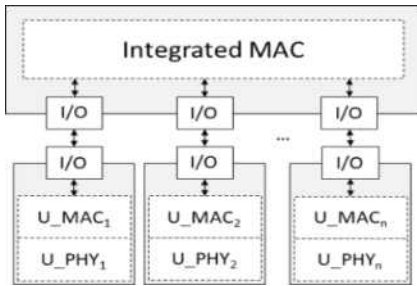 Integrated MAC
I/O I/O I/O
...
I/O I/O I/O
U_MAC₁ U_MAC₂ U_MACₙ
U_PHY₁ U_PHY₂ U_PHYₙ